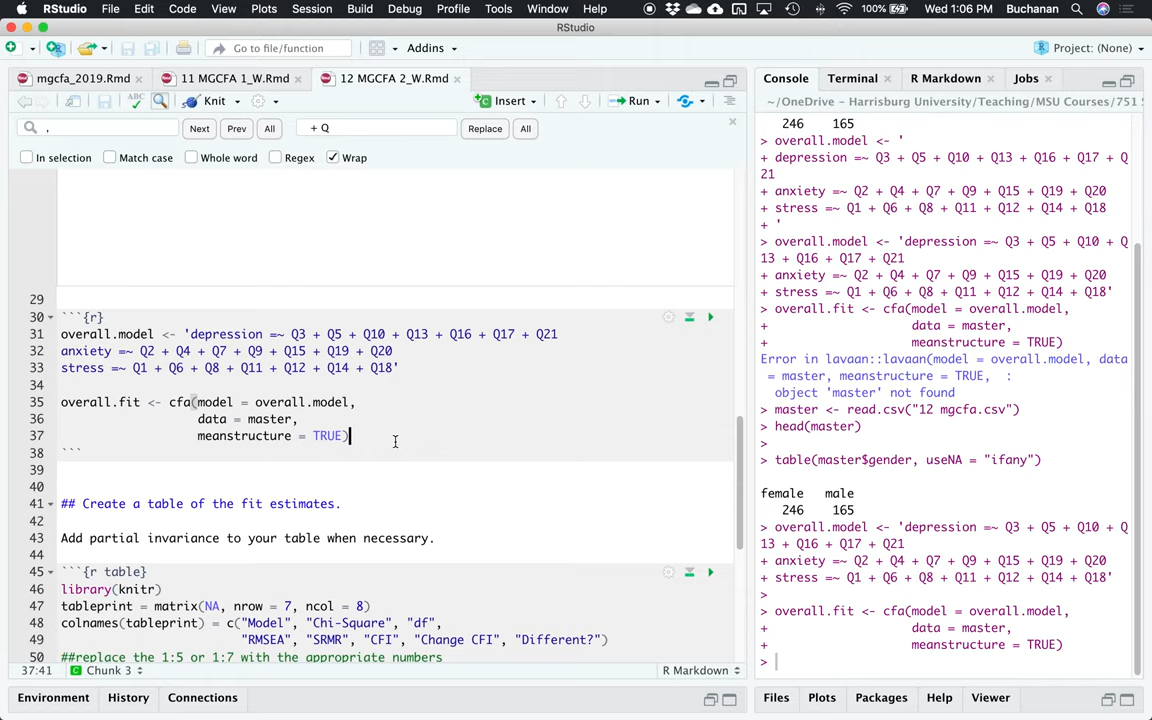 RStudio File Edit Code View Plots Session Build Debug Profile Tools Window Help 100% Wed 1:06 PM Buchanan
RStudio
Go to file/function Addins Project: (None)
mgcfa_2019.Rmd 11 MGCFA 1_W.Rmd 12 MGCFA 2_W.Rmd
ABC Knit Insert Run
, Next Prev All + Q Replace All
In selection Match case Whole word Regex Wrap
29
30 ```{r}
31 overall.model <- 'depression =~ Q3 + Q5 + Q10 + Q13 + Q16 + Q17 + Q21
32 anxiety =~ Q2 + Q4 + Q7 + Q9 + Q15 + Q19 + Q20
33 stress =~ Q1 + Q6 + Q8 + Q11 + Q12 + Q14 + Q18'
34
35 overall.fit <- cfa(model = overall.model,
36 data = master,
37 meanstructure = TRUE)
38 ```
39
40
41 ## Create a table of the fit estimates.
42
43 Add partial invariance to your table when necessary.
44
45 ```{r table}
46 library(knitr)
47 tableprint = matrix(NA, nrow = 7, ncol = 8)
48 colnames(tableprint) = c("Model", "Chi-Square", "df",
49 "RMSEA", "SRMR", "CFI", "Change CFI", "Different?")
50 ##replace the 1:5 or 1:7 with the appropriate numbers
37:41 Chunk 3 R Markdown
Environment History Connections
Console Terminal R Markdown Jobs
~/OneDrive - Harrisburg University/Teaching/MSU Courses/751 S
246 165
> overall.model <- '
+ depression =~ Q3 + Q5 + Q10 + Q13 + Q16 + Q17 + Q
21
+ anxiety =~ Q2 + Q4 + Q7 + Q9 + Q15 + Q19 + Q20
+ stress =~ Q1 + Q6 + Q8 + Q11 + Q12 + Q14 + Q18
+ '
> overall.model <- 'depression =~ Q3 + Q5 + Q10 + Q
13 + Q16 + Q17 + Q21
+ anxiety =~ Q2 + Q4 + Q7 + Q9 + Q15 + Q19 + Q20
+ stress =~ Q1 + Q6 + Q8 + Q11 + Q12 + Q14 + Q18'
> overall.fit <- cfa(model = overall.model,
+ data = master,
+ meanstructure = TRUE)
Error in lavaan::lavaan(model = overall.model, data
= master, meanstructure = TRUE, :
object 'master' not found
> master <- read.csv("12 mgcfa.csv")
> head(master)
>
> table(master$gender, useNA = "ifany")
female male
246 165
> overall.model <- 'depression =~ Q3 + Q5 + Q10 + Q
13 + Q16 + Q17 + Q21
+ anxiety =~ Q2 + Q4 + Q7 + Q9 + Q15 + Q19 + Q20
+ stress =~ Q1 + Q6 + Q8 + Q11 + Q12 + Q14 + Q18'
>
> overall.fit <- cfa(model = overall.model,
+ data = master,
+ meanstructure = TRUE)
>
Files Plots Packages Help Viewer